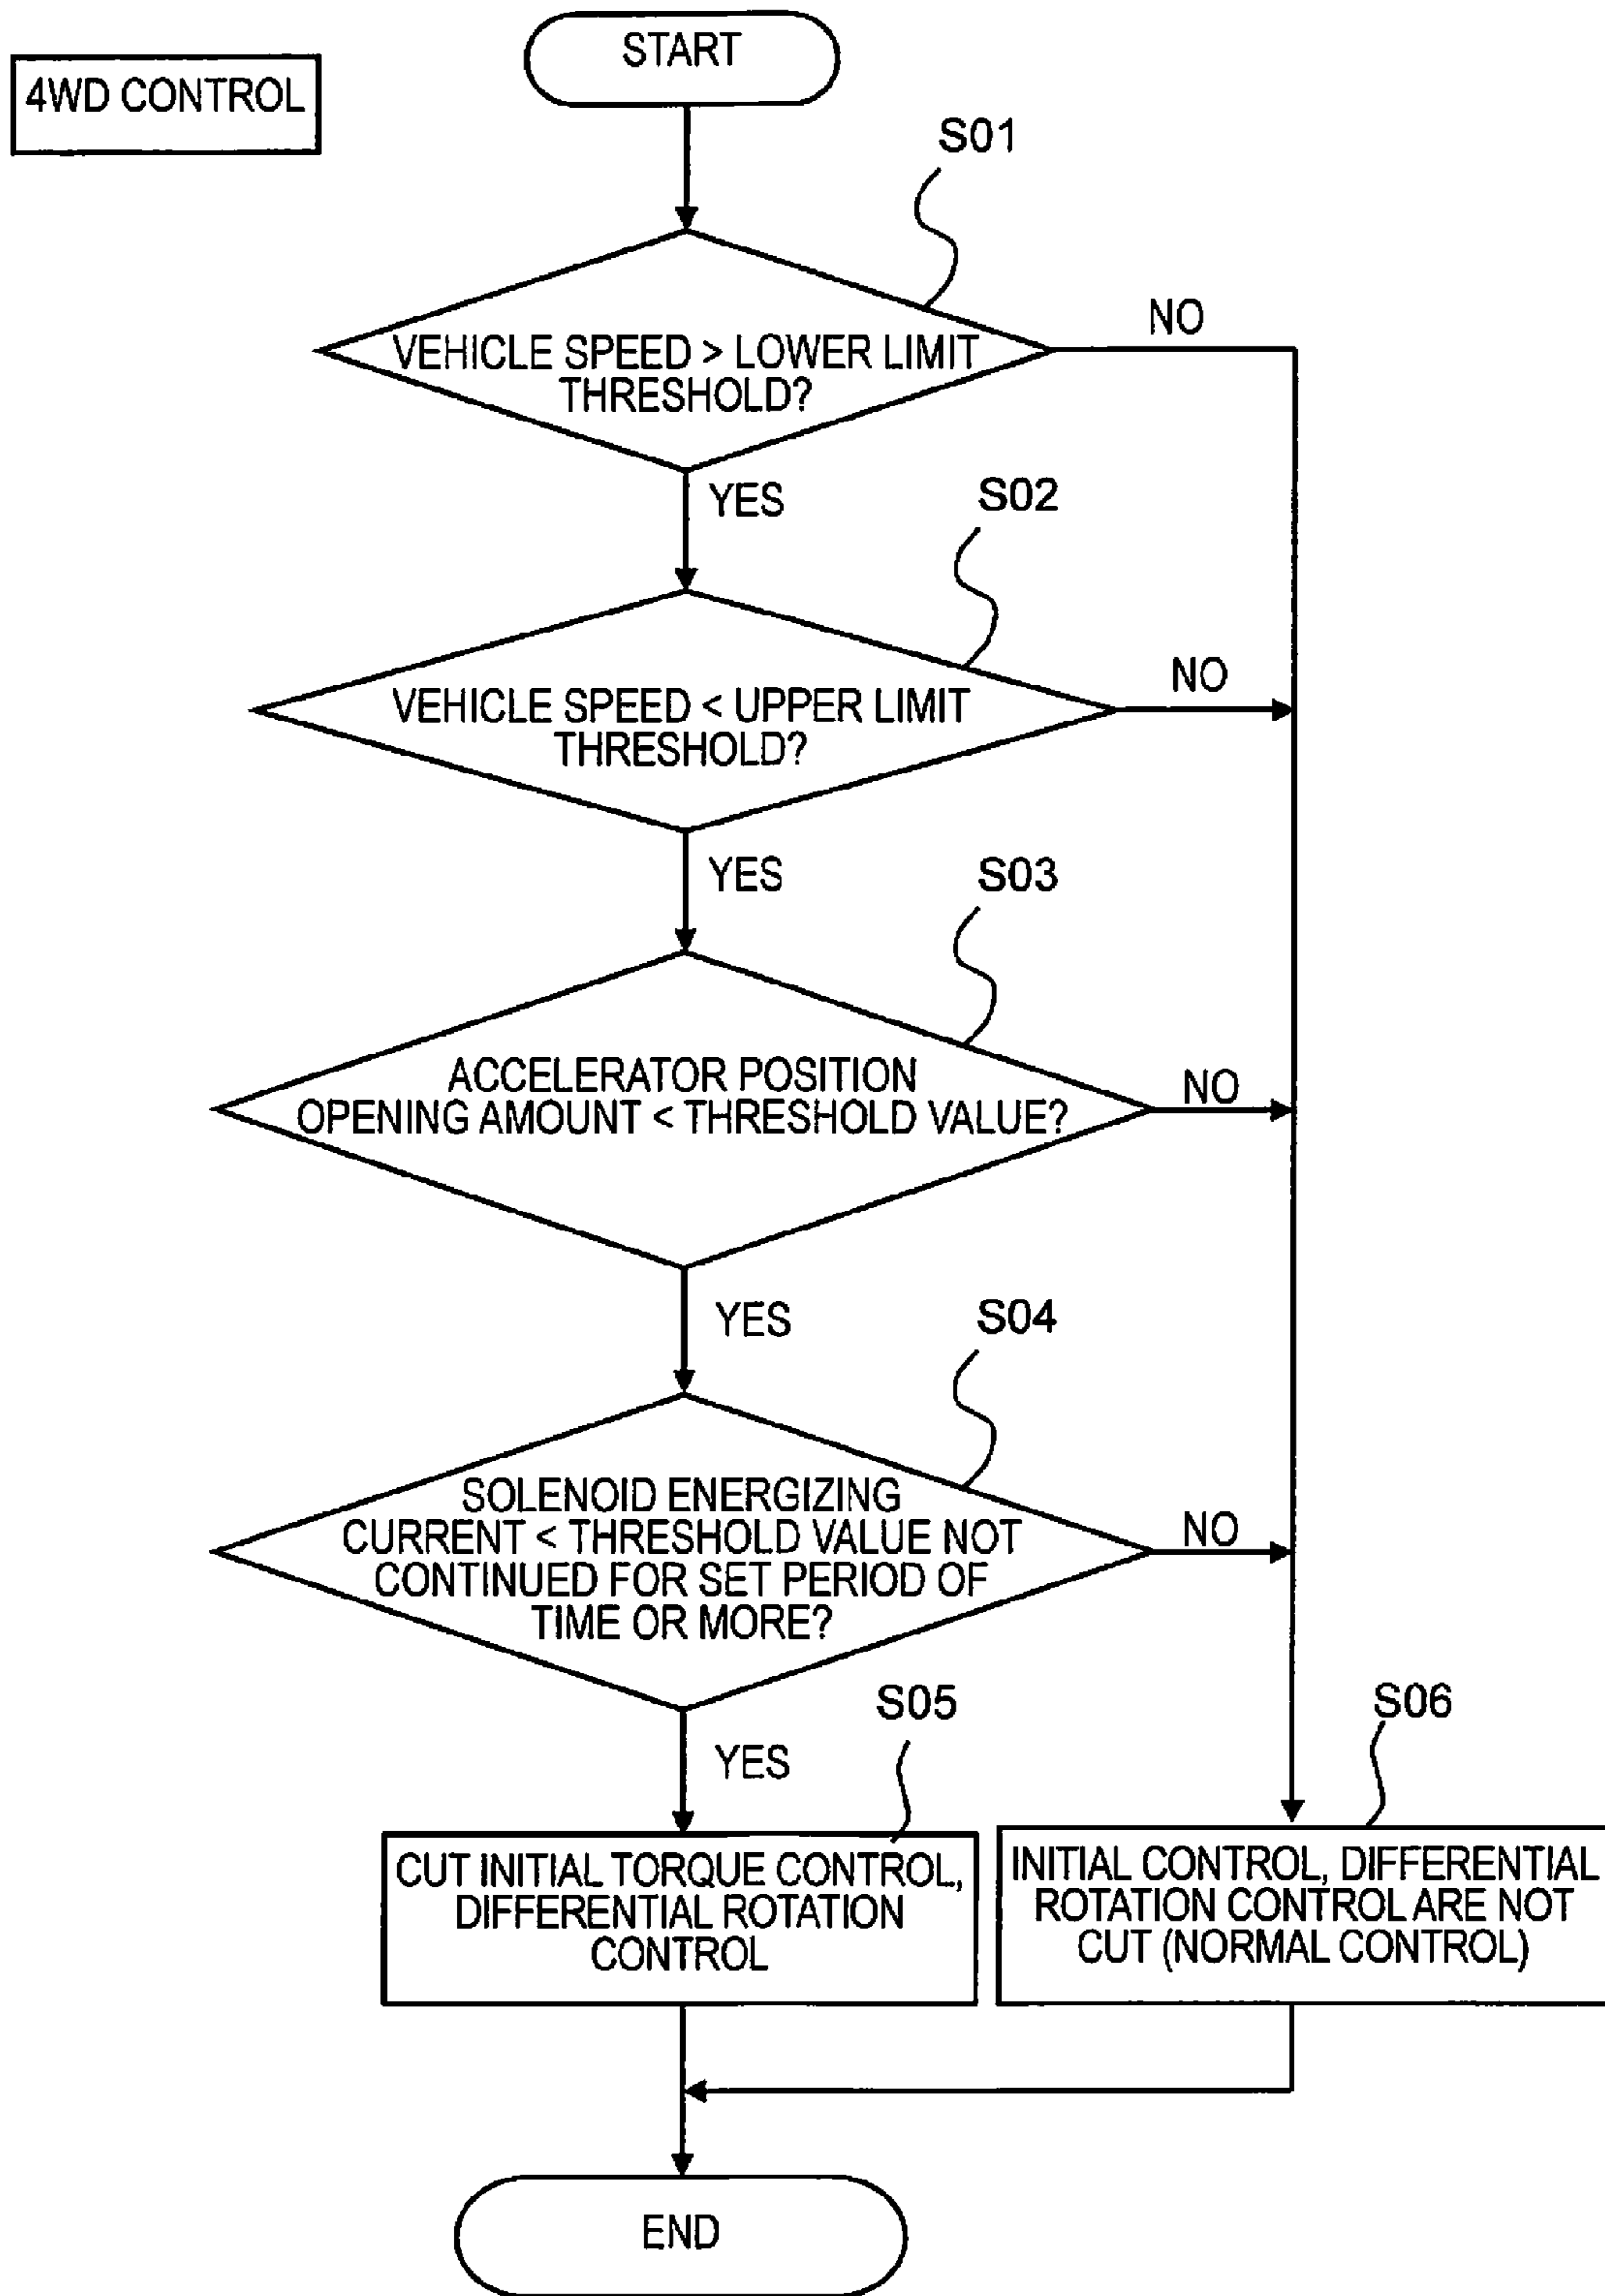 START
4WD CONTROL
S01
NO
VEHICLE SPEED > LOWER LIMIT
THRESHOLD?
YES
S02
NO
VEHICLE SPEED < UPPER LIMIT
THRESHOLD?
YES
S03
ACCELERATOR POSITION
OPENING AMOUNT < THRESHOLD VALUE?
NO
YES
S04
SOLENOID ENERGIZING
CURRENT < THRESHOLD VALUE NOT
CONTINUED FOR SET PERIOD OF
TIME OR MORE?
NO
YES
S05
S06
CUT INITIAL TORQUE CONTROL,
DIFFERENTIAL ROTATION
CONTROL
INITIAL CONTROL, DIFFERENTIAL
ROTATION CONTROL ARE NOT
CUT (NORMAL CONTROL)
END